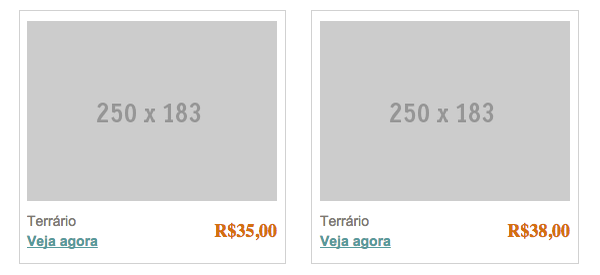 250 x 183
Terrário
Veja agora
R$35,00
250 x 183
Terrário
Veja agora
R$38,00